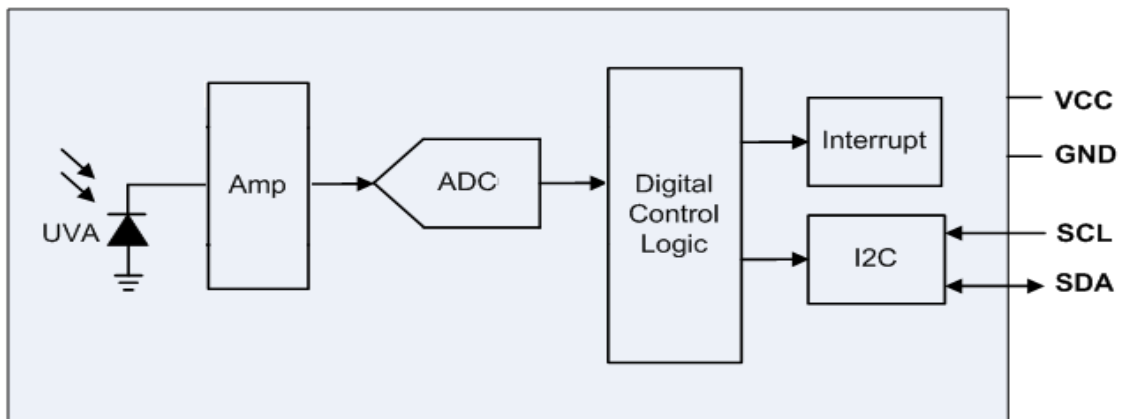 UVA
Amp
ADC
Digital
Control
Logic
Interrupt
I2C
VCC
GND
SCL
SDA